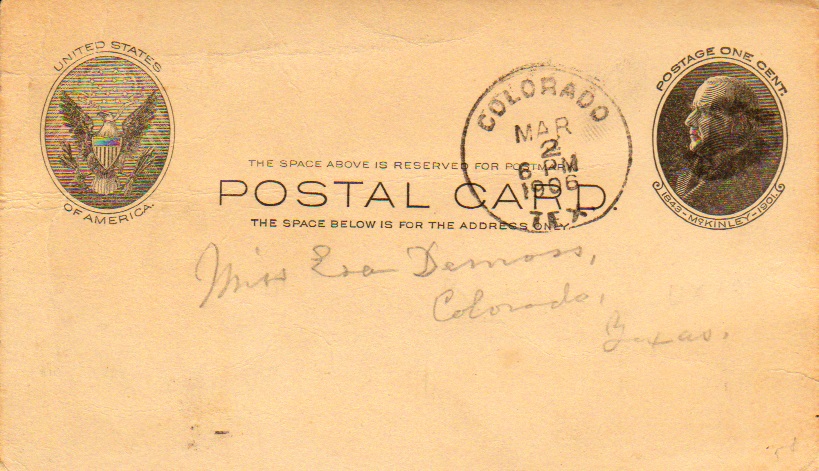 UNITED STATES
OF AMERICA.
COLORADO
MAR
2
6 PM
1906
TEX.
POSTAGE ONE CENT.
1843-McKINLEY-1901.
THE SPACE ABOVE IS RESERVED FOR POSTMARK.
POSTAL CARD.
THE SPACE BELOW IS FOR THE ADDRESS ONLY.
Miss Eva Demoss,
Colorado,
Texas.